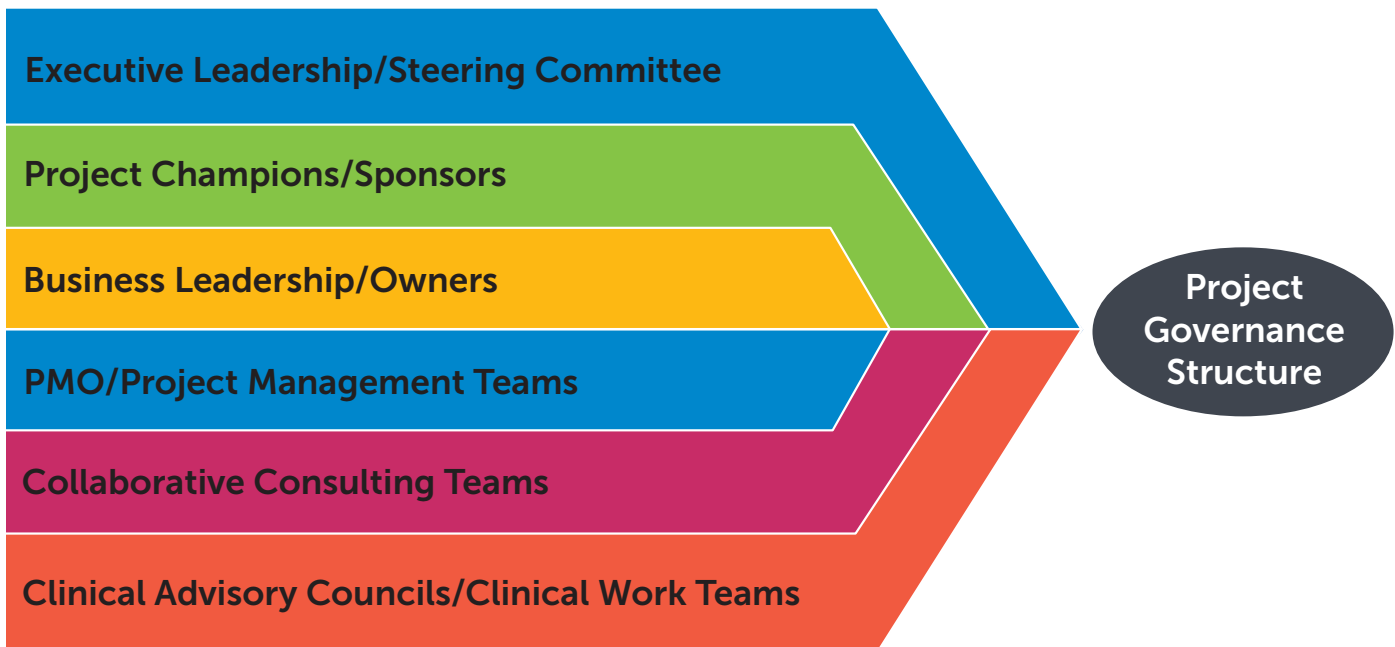 Executive Leadership/Steering Committee
Project Champions/Sponsors
Business Leadership/Owners
PMO/Project Management Teams
Collaborative Consulting Teams
Clinical Advisory Councils/Clinical Work Teams
Project
Governance
Structure